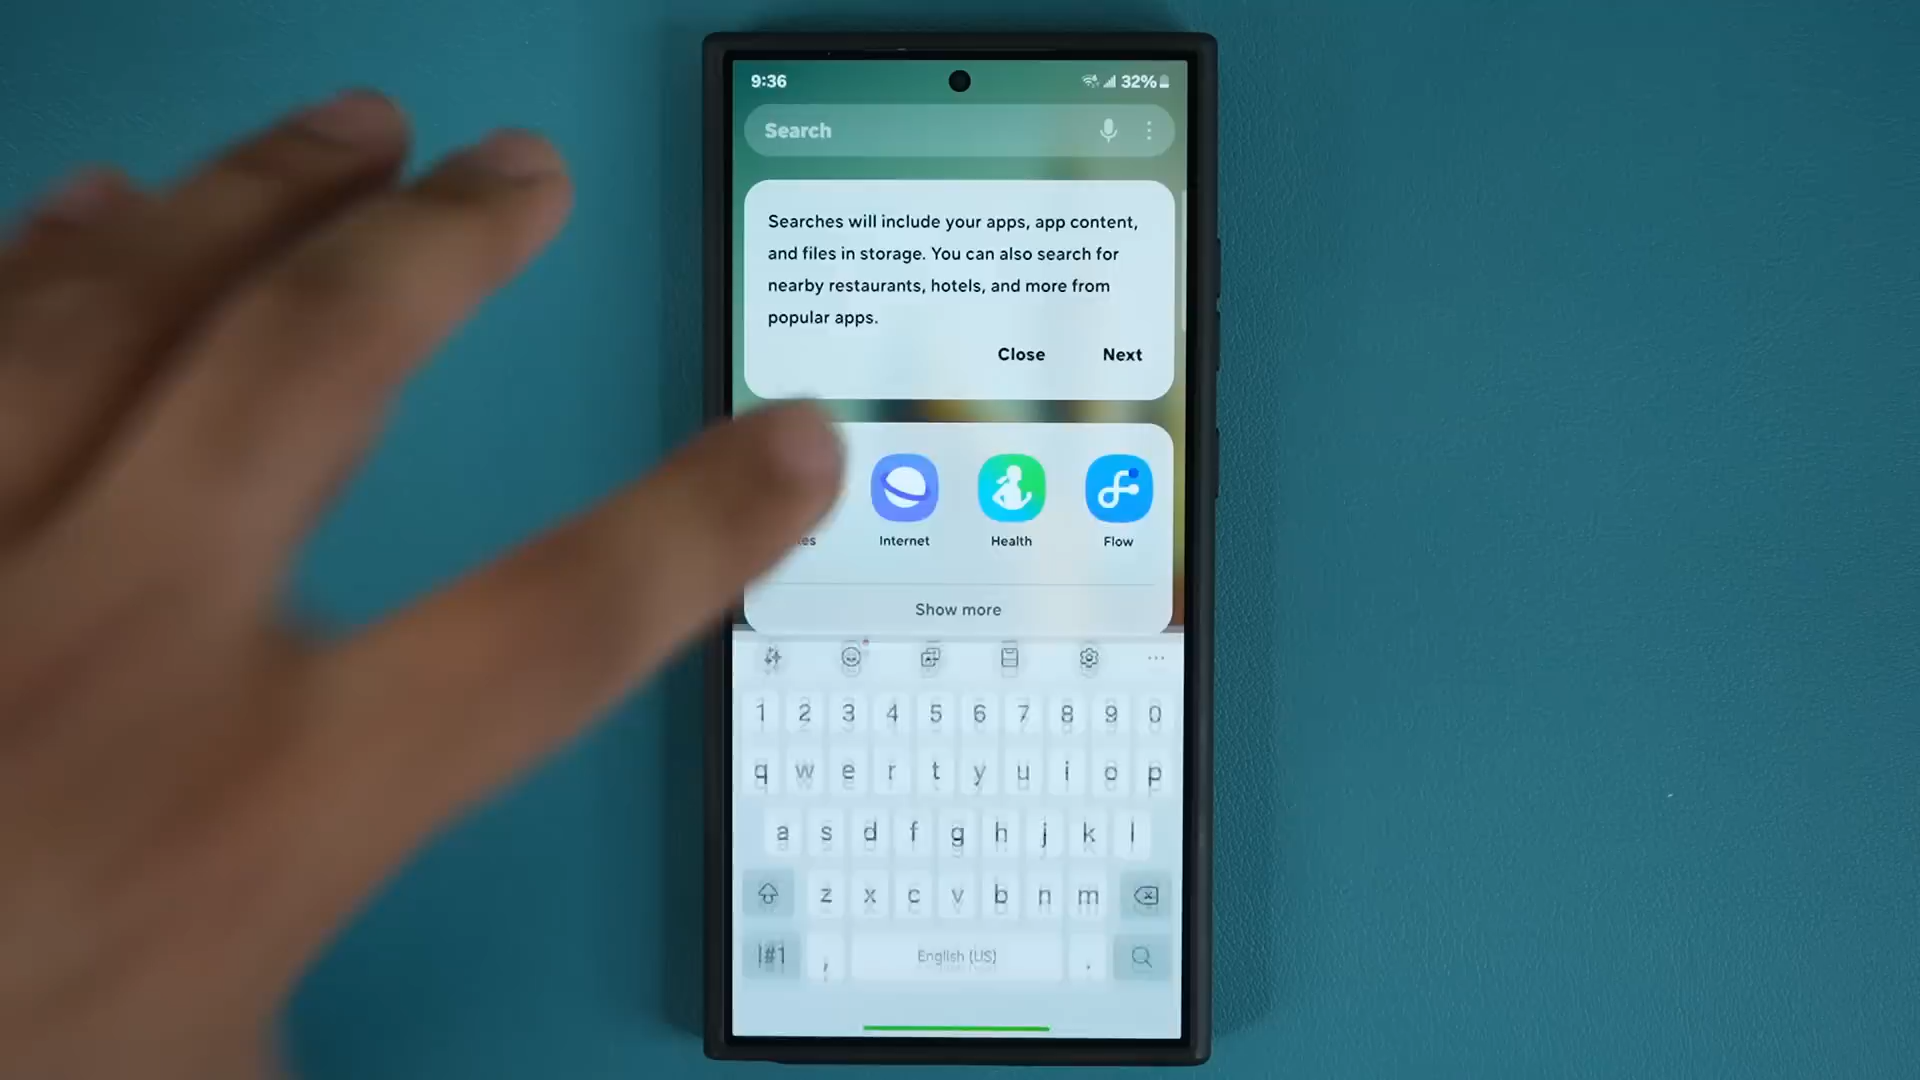 9:36 32%
Search
Searches will include your apps, app content,
and files in storage. You can also search for
nearby restaurants, hotels, and more from
popular apps.
Close Next
Internet Health Flow
Show more
1 2 3 4 5 6 7 8 9 0
q w e r t y u i o p
a s d f g h j k l
z x c v b n m
!#1 , English (US) .